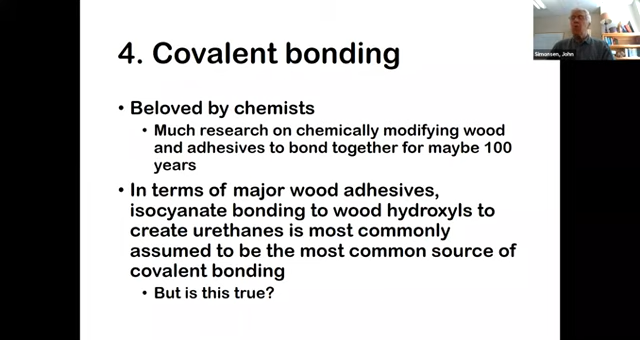 4. Covalent bonding
Simonsen, John
• Beloved by chemists
• Much research on chemically modifying wood
and adhesives to bond together for maybe 100
years
• In terms of major wood adhesives,
isocyanate bonding to wood hydroxyls to
create urethanes is most commonly
assumed to be the most common source of
covalent bonding
• But is this true?